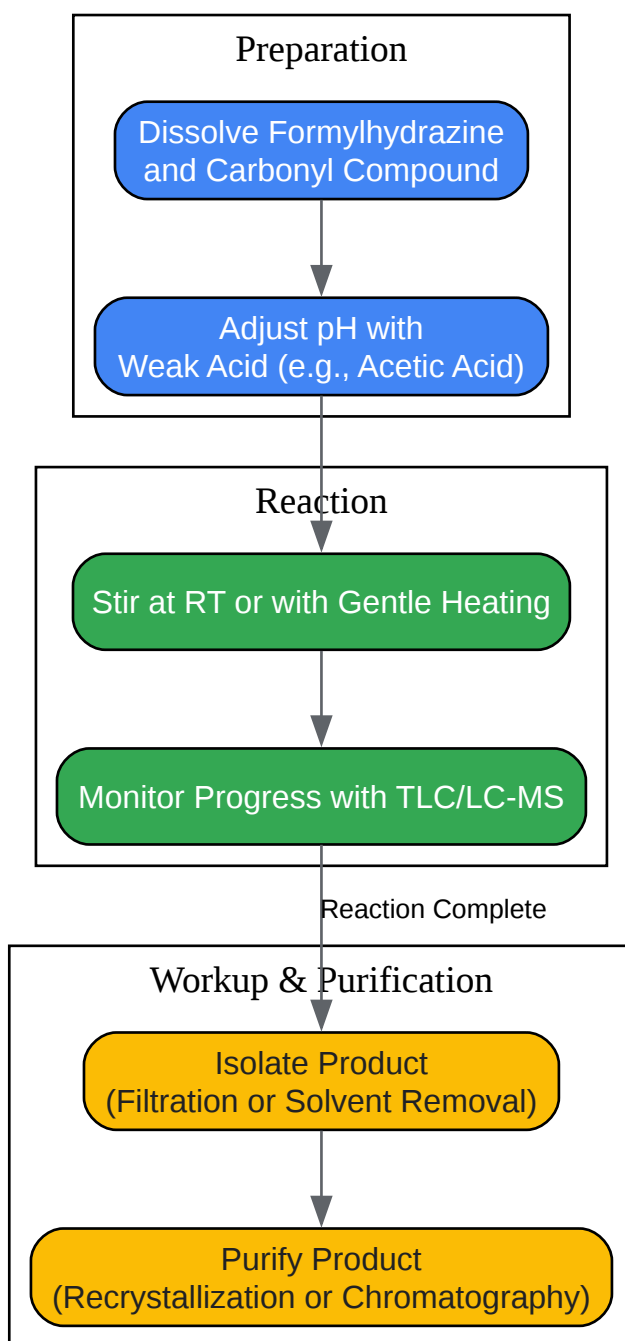 Preparation
Dissolve Formylhydrazine
and Carbonyl Compound
Adjust pH with
Weak Acid (e.g., Acetic Acid)
Reaction
Stir at RT or with Gentle Heating
Monitor Progress with TLC/LC-MS
Reaction Complete
Workup & Purification
Isolate Product
(Filtration or Solvent Removal)
Purify Product
(Recrystallization or Chromatography)